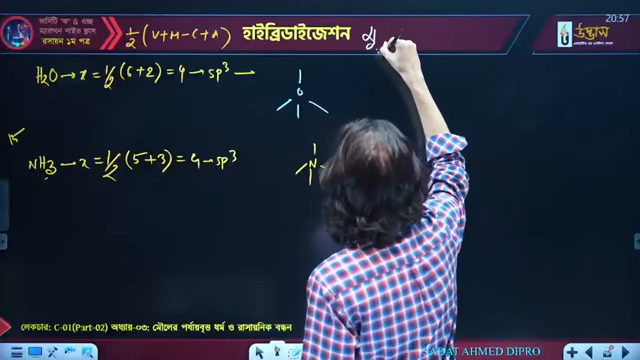 ভার্সিটি 'ক' & গুচ্ছ
ম্যারাথন লাইভ ক্লাস
রসায়ন ১ম পত্র
½ (V+M-C+A)
হাইব্রিডাইজেশন
20:57
উদ্ভাস
H₂O → x = ½ (6+2) = 4 → sp³ →
O
NH₃ → x = ½ (5+3) = 4 → sp³
N
লেকচার: C-01(Part-02) অধ্যায়-০৩: মৌলের পর্যায়বৃত্ত ধর্ম ও রাসায়নিক বন্ধন
SADAT AHMED DIPRO